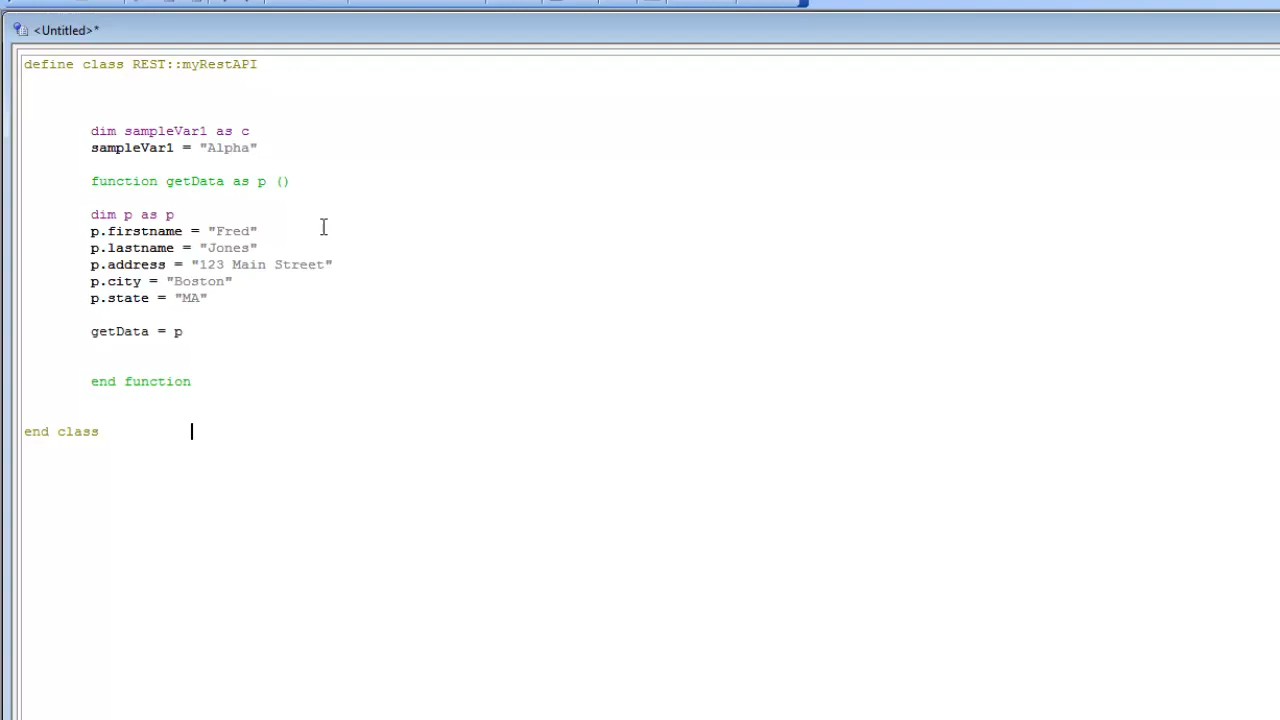 <Untitled>*
define class REST::myRestAPI
dim sampleVar1 as c
sampleVar1 = "Alpha"
function getData as p ()
dim p as p
p.firstname = "Fred"
p.lastname = "Jones"
p.address = "123 Main Street"
p.city = "Boston"
p.state = "MA"
getData = p
end function
end class